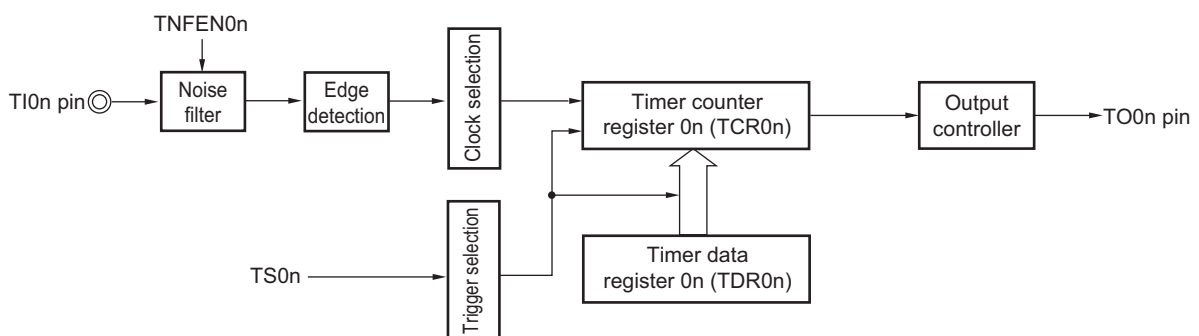 TNFEN0n
TI0n pin
Noise
filter
Edge
detection
Clock selection
Timer counter
register 0n (TCR0n)
Output
controller
TO0n pin
TS0n
Trigger selection
Timer data
register 0n (TDR0n)